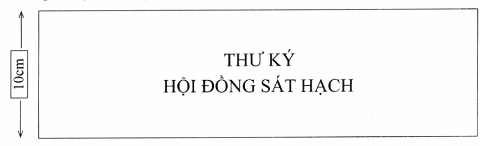 10cm
THƯ KÝ
HỘI ĐỒNG SÁT HẠCH